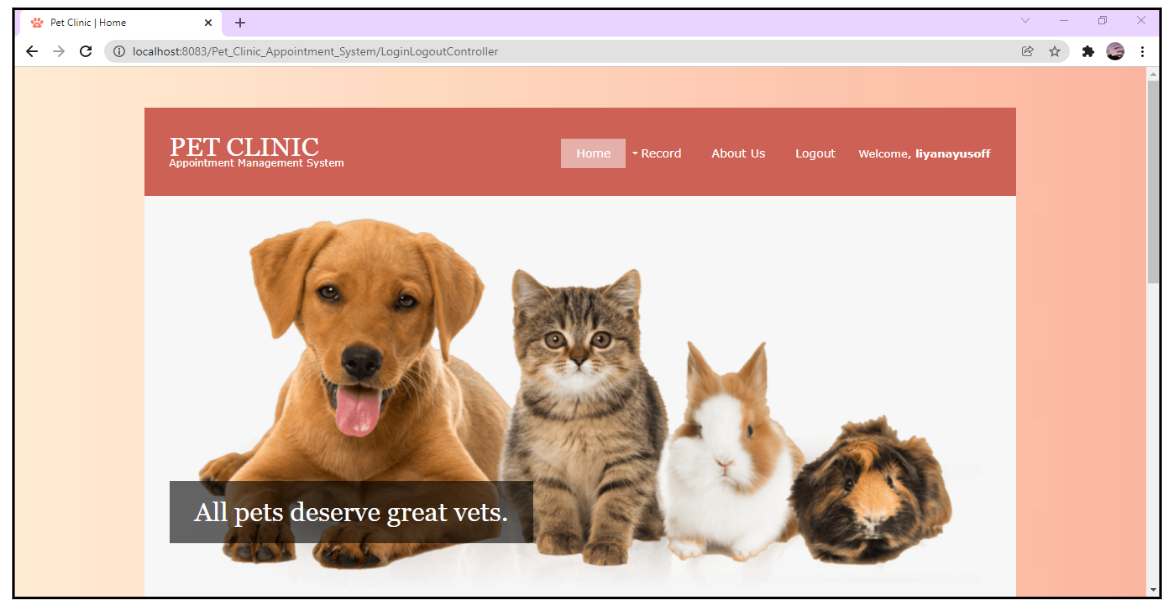 Pet Clinic | Home
localhost:8083/Pet_Clinic_Appointment_System/LoginLogoutController
PET CLINIC
Appointment Management System
Home Record About Us Logout Welcome, liyanayusoff
All pets deserve great vets.